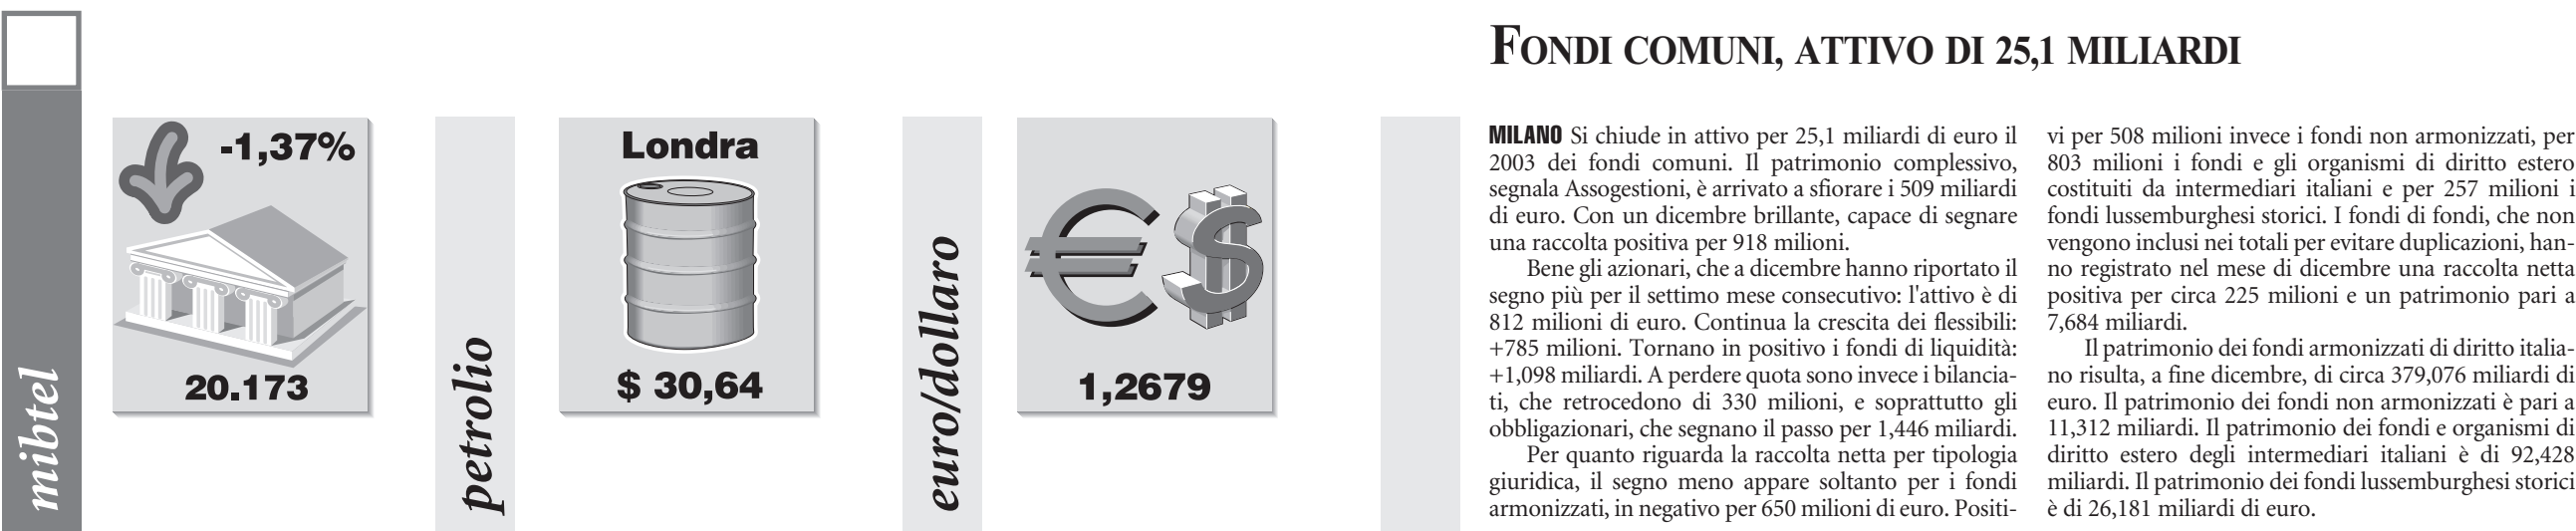 mibtel
-1,37%
20.173
petrolio
Londra
$ 30,64
euro/dollaro
€ $
1,2679
FONDI COMUNI, ATTIVO DI 25,1 MILIARDI
MILANO Si chiude in attivo per 25,1 miliardi di euro il
2003 dei fondi comuni. Il patrimonio complessivo,
segnala Assogestioni, è arrivato a sfiorare i 509 miliardi
di euro. Con un dicembre brillante, capace di segnare
una raccolta positiva per 918 milioni.
Bene gli azionari, che a dicembre hanno riportato il
segno più per il settimo mese consecutivo: l'attivo è di
812 milioni di euro. Continua la crescita dei flessibili:
+785 milioni. Tornano in positivo i fondi di liquidità:
+1,098 miliardi. A perdere quota sono invece i bilancia-
ti, che retrocedono di 330 milioni, e soprattutto gli
obbligazionari, che segnano il passo per 1,446 miliardi.
Per quanto riguarda la raccolta netta per tipologia
giuridica, il segno meno appare soltanto per i fondi
armonizzati, in negativo per 650 milioni di euro. Positi-
vi per 508 milioni invece i fondi non armonizzati, per
803 milioni i fondi e gli organismi di diritto estero
costituiti da intermediari italiani e per 257 milioni i
fondi lussemburghesi storici. I fondi di fondi, che non
vengono inclusi nei totali per evitare duplicazioni, han-
no registrato nel mese di dicembre una raccolta netta
positiva per circa 225 milioni e un patrimonio pari a
7,684 miliardi.
Il patrimonio dei fondi armonizzati di diritto italia-
no risulta, a fine dicembre, di circa 379,076 miliardi di
euro. Il patrimonio dei fondi non armonizzati è pari a
11,312 miliardi. Il patrimonio dei fondi e organismi di
diritto estero degli intermediari italiani è di 92,428
miliardi. Il patrimonio dei fondi lussemburghesi storici
è di 26,181 miliardi di euro.